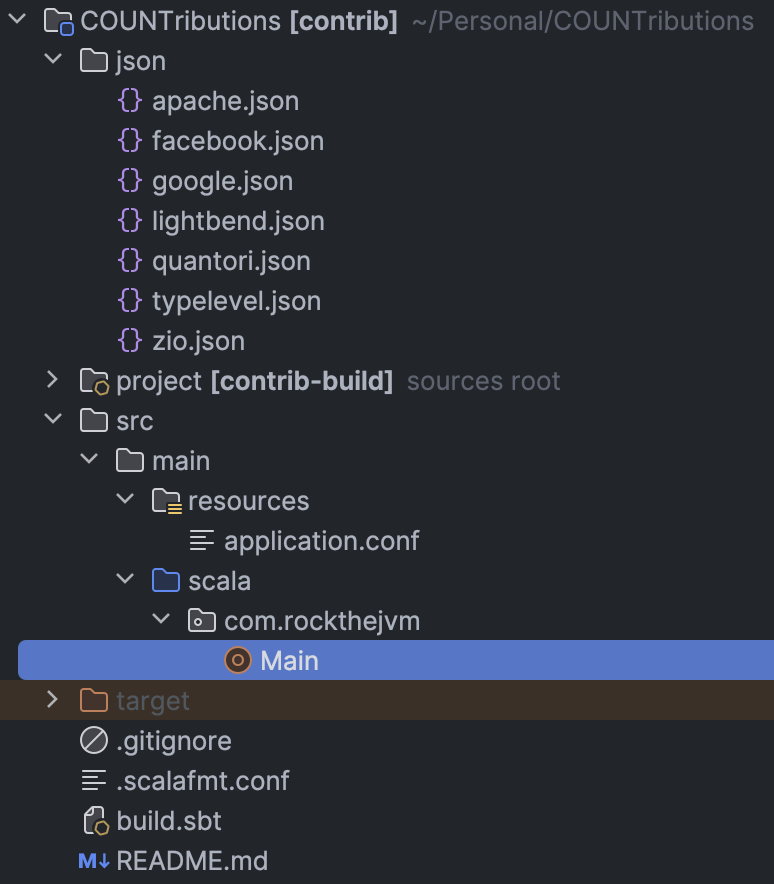 COUNTributions [contrib] ~/Personal/COUNTributions
json
{} apache.json
{} facebook.json
{} google.json
{} lightbend.json
{} quantori.json
{} typelevel.json
{} zio.json
project [contrib-build] sources root
src
main
resources
application.conf
scala
com.rockthejvm
Main
target
.gitignore
.scalafmt.conf
build.sbt
M↓ README.md